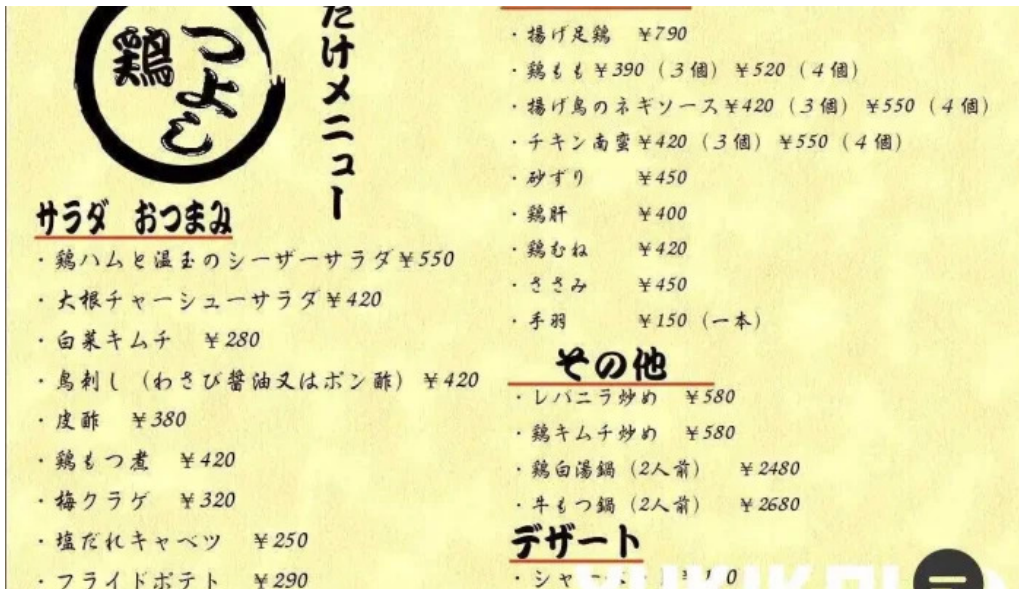 鶏
つよし
だけメニュー
サラダ おつまみ
・鶏ハムと温玉のシーザーサラダ¥550
・大根チャーシューサラダ¥420
・白菜キムチ ¥280
・鳥刺し（わさび醤油又はポン酢）¥420
・皮酢 ¥380
・鶏もつ煮 ¥420
・梅クラゲ ¥320
・塩だれキャベツ ¥250
・フライドポテト ¥290
・揚げ足鶏 ¥790
・鶏もも¥390（3個）¥520（4個）
・揚げ鳥のネギソース¥420（3個）¥550（4個）
・チキン南蛮¥420（3個）¥550（4個）
・砂ずり ¥450
・鶏肝 ¥400
・鶏むね ¥420
・ささみ ¥450
・手羽 ¥150（一本）
その他
・レバニラ炒め ¥580
・鶏キムチ炒め ¥580
・鶏白湯鍋（2人前） ¥2480
・牛もつ鍋（2人前） ¥2680
デザート